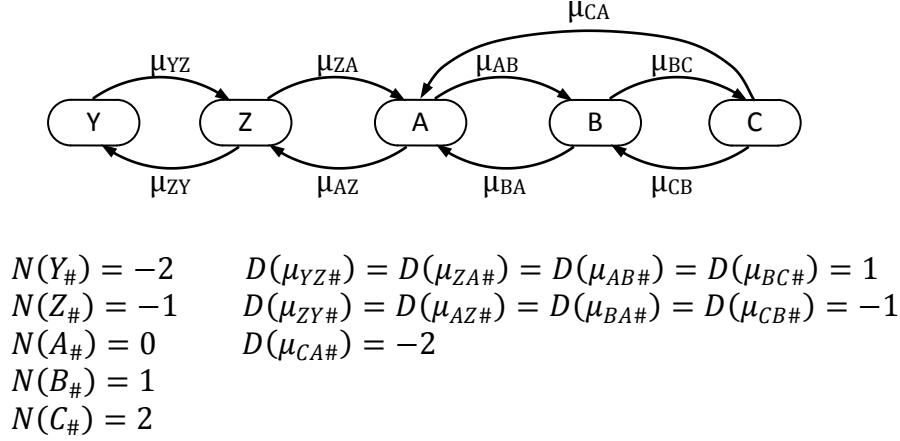 μCA
μYZ μZA μAB μBC
Y Z A B C
μZY μAZ μBA μCB
N(Y#) = −2 D(μYZ#) = D(μZA#) = D(μAB#) = D(μBC#) = 1
N(Z#) = −1 D(μZY#) = D(μAZ#) = D(μBA#) = D(μCB#) = −1
N(A#) = 0 D(μCA#) = −2
N(B#) = 1
N(C#) = 2